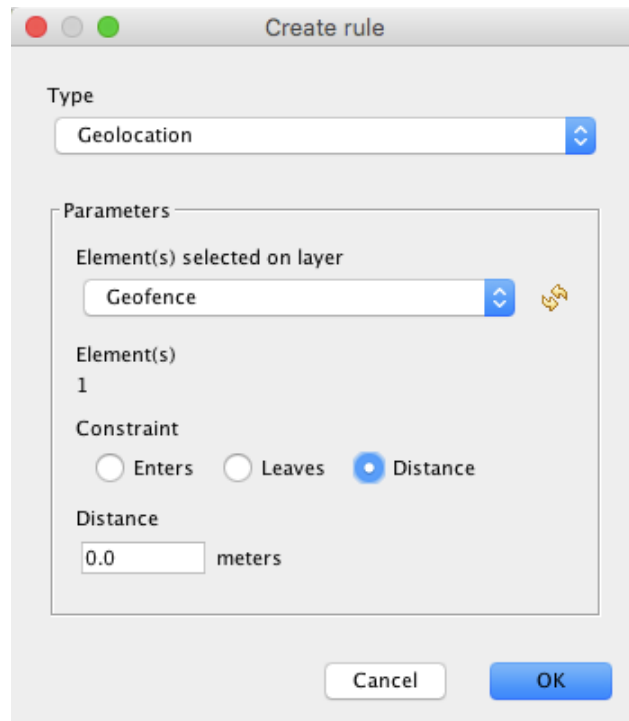 Create rule
Type
Geolocation
Parameters
Element(s) selected on layer
Geofence
Element(s)
1
Constraint
Enters Leaves Distance
Distance
0.0 meters
Cancel OK